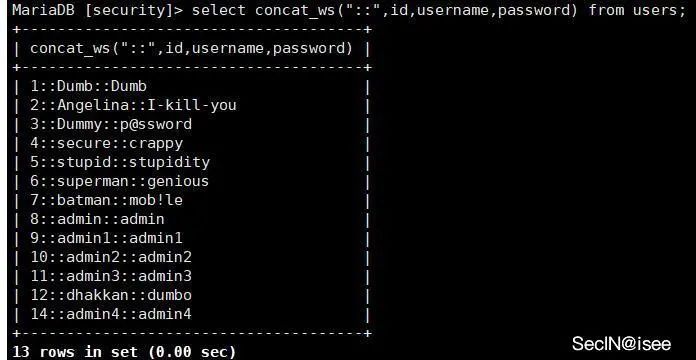 MariaDB [security]> select concat_ws("::",id,username,password) from users;
+--------------------------------------+
| concat_ws("::",id,username,password) |
+--------------------------------------+
| 1::Dumb::Dumb                        |
| 2::Angelina::I-kill-you              |
| 3::Dummy::p@ssword                   |
| 4::secure::crappy                    |
| 5::stupid::stupidity                 |
| 6::superman::genious                 |
| 7::batman::mob!le                    |
| 8::admin::admin                      |
| 9::admin1::admin1                    |
| 10::admin2::admin2                   |
| 11::admin3::admin3                   |
| 12::dhakkan::dumbo                   |
| 14::admin4::admin4                   |
+--------------------------------------+
13 rows in set (0.00 sec)
SecIN@isee